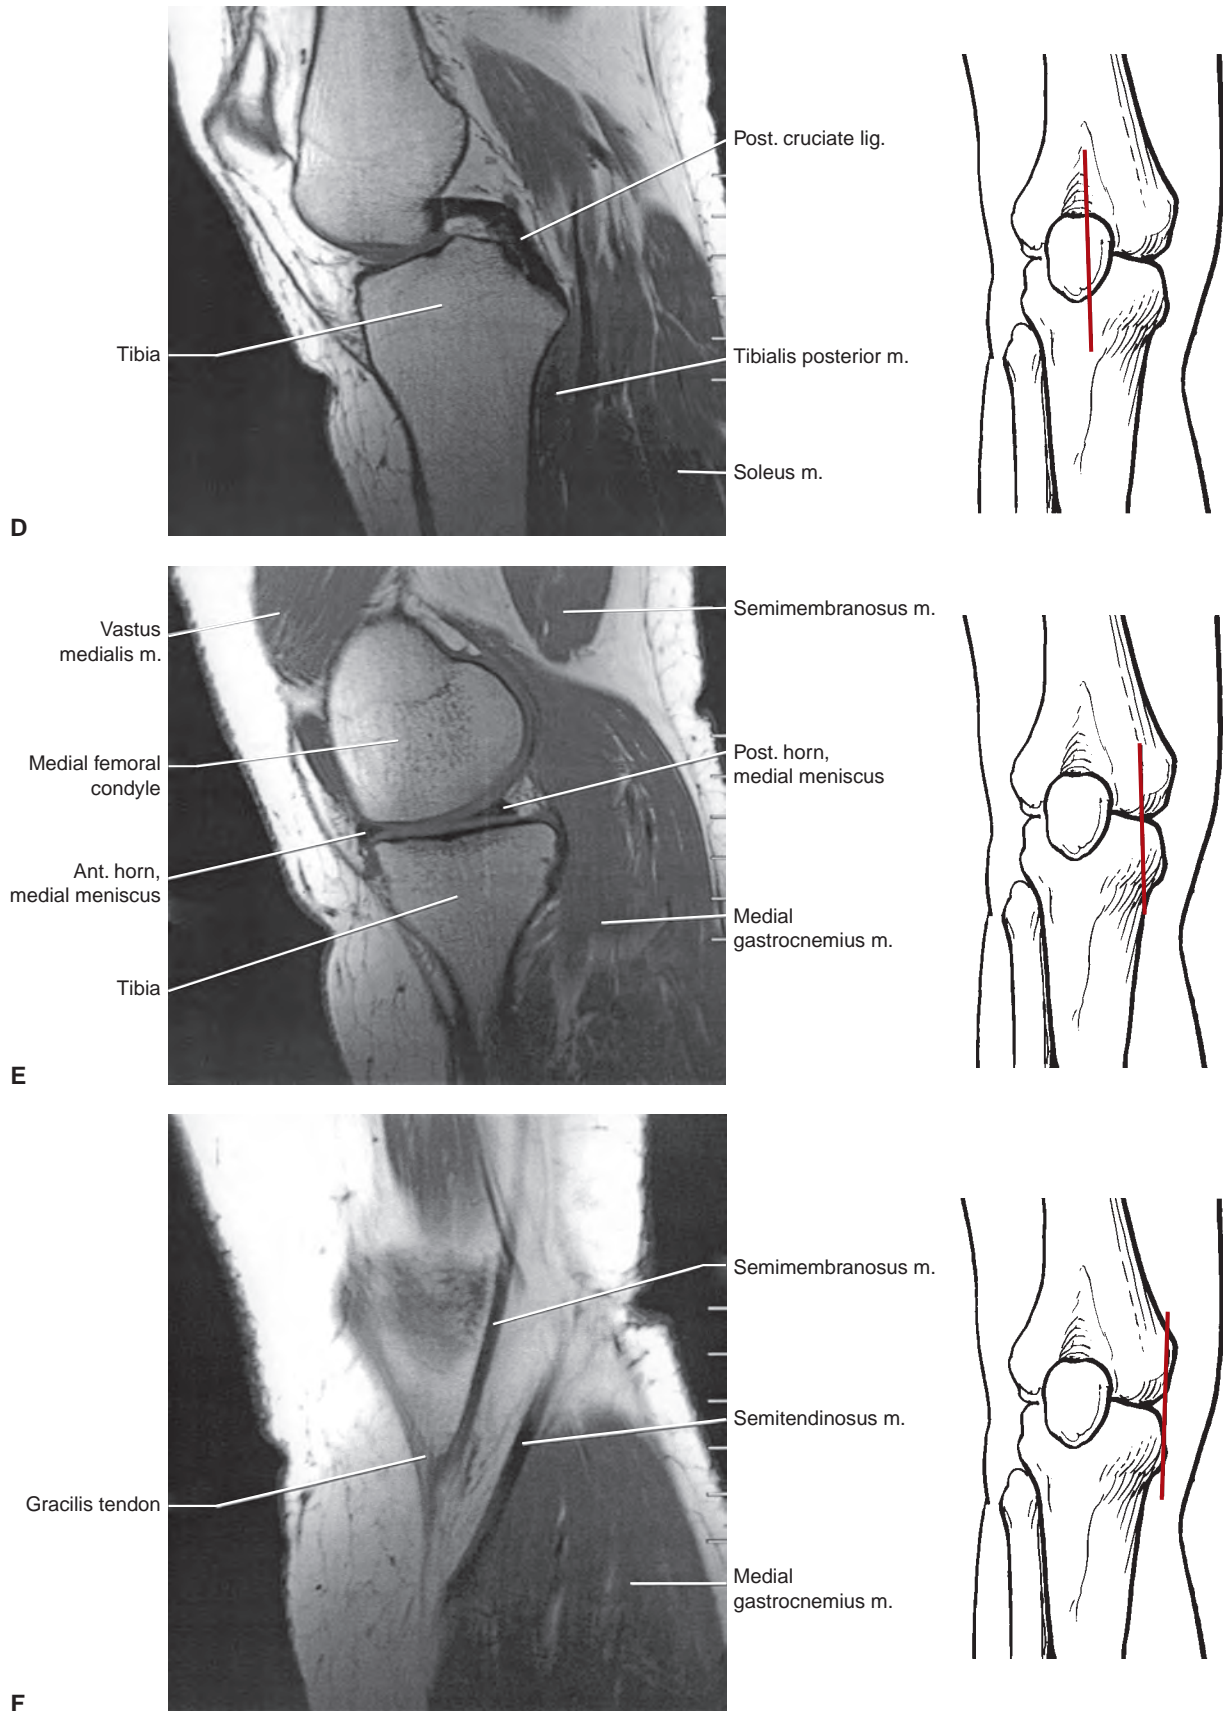 Post. cruciate lig.
Tibia
Tibialis posterior m.
Soleus m.
D
Vastus
medialis m.
Semimembranosus m.
Medial femoral
condyle
Post. horn,
medial meniscus
Ant. horn,
medial meniscus
Medial
gastrocnemius m.
Tibia
E
Semimembranosus m.
Semitendinosus m.
Gracilis tendon
Medial
gastrocnemius m.
F